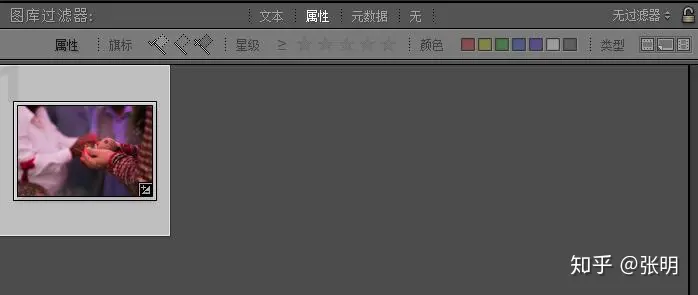 图库过滤器: 文本 属性 元数据 无 无过滤器
属性 旗标 星级 ≥ 颜色 类型
1
知乎 @张明